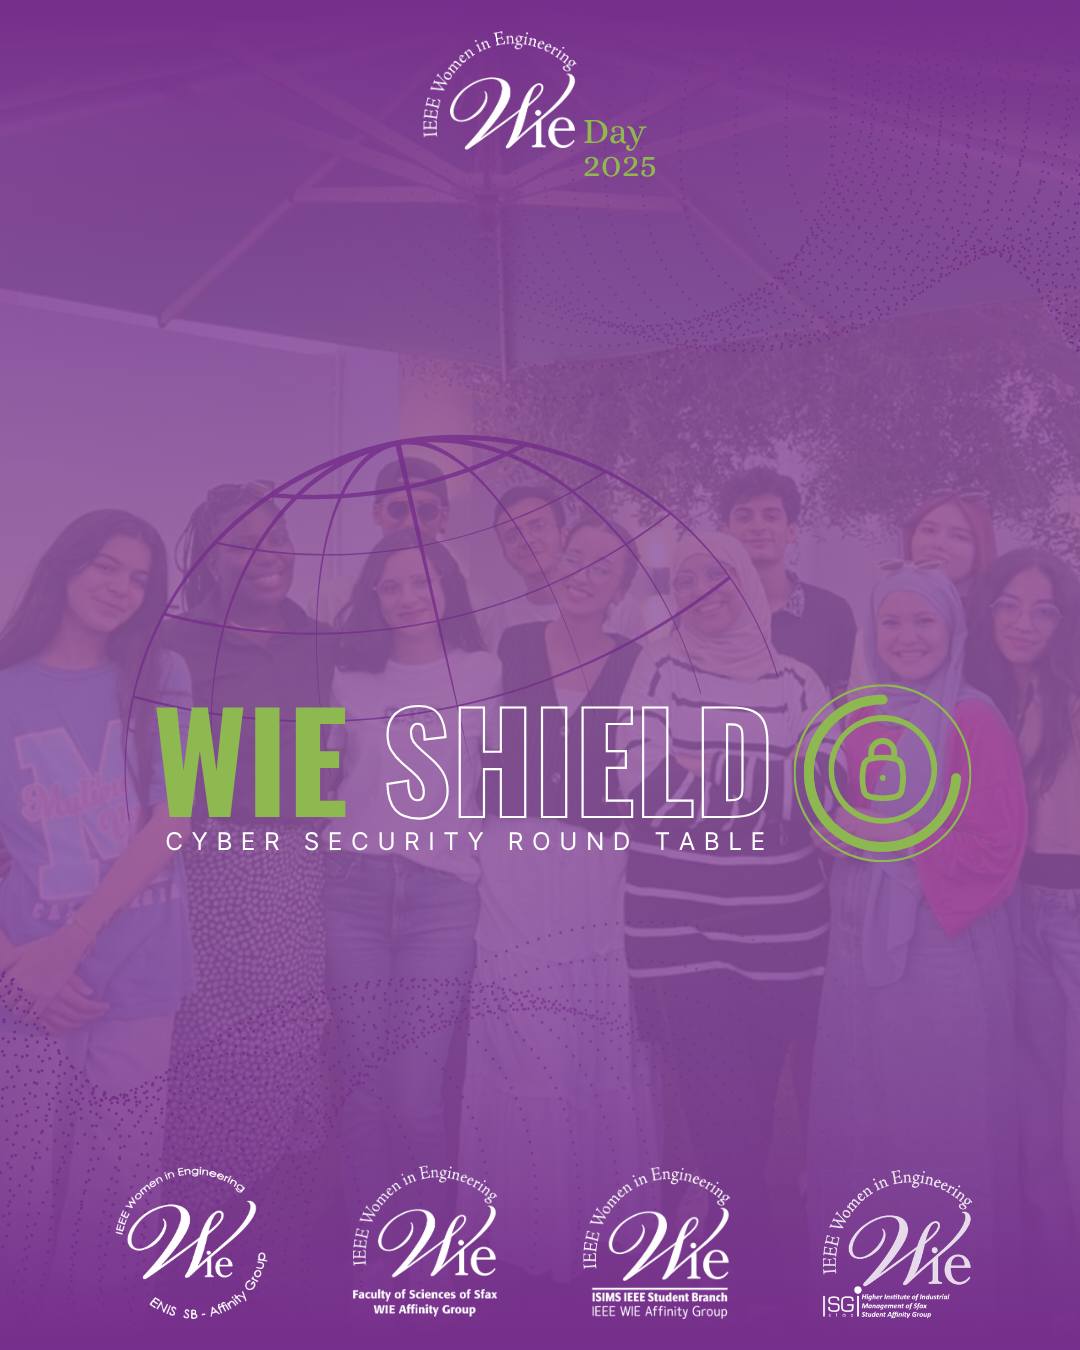 IEEE Women in Engineering
Wie Day
2025
WIE SHIELD
CYBER SECURITY ROUND TABLE
IEEE Women in Engineering
Wie
ENIS SB - Affinity Group
IEEE Women in Engineering
Wie
Faculty of Sciences of Sfax
WIE Affinity Group
IEEE Women in Engineering
Wie
ISIMS IEEE Student Branch
IEEE WIE Affinity Group
IEEE Women in Engineering
Wie
ISGI
Higher Institute of Industrial
Management of Sfax
Student Affinity Group